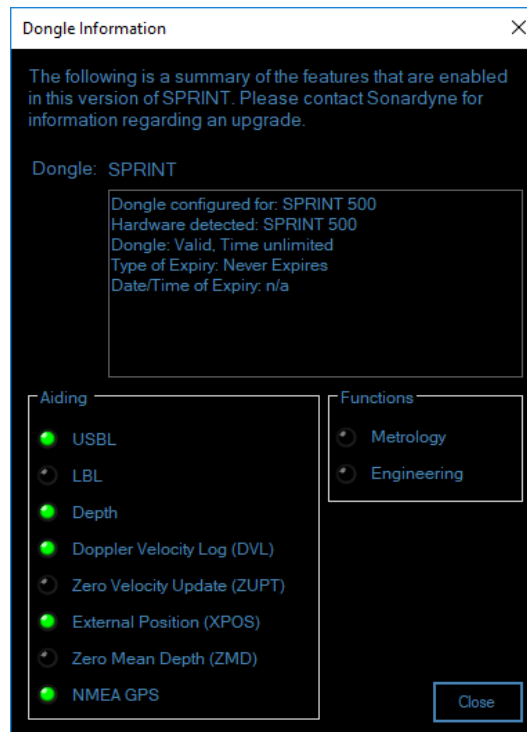 Dongle Information
The following is a summary of the features that are enabled
in this version of SPRINT. Please contact Sonardyne for
information regarding an upgrade.
Dongle: SPRINT
Dongle configured for: SPRINT 500
Hardware detected: SPRINT 500
Dongle: Valid, Time unlimited
Type of Expiry: Never Expires
Date/Time of Expiry: n/a
Aiding
USBL
LBL
Depth
Doppler Velocity Log (DVL)
Zero Velocity Update (ZUPT)
External Position (XPOS)
Zero Mean Depth (ZMD)
NMEA GPS
Functions
Metrology
Engineering
Close